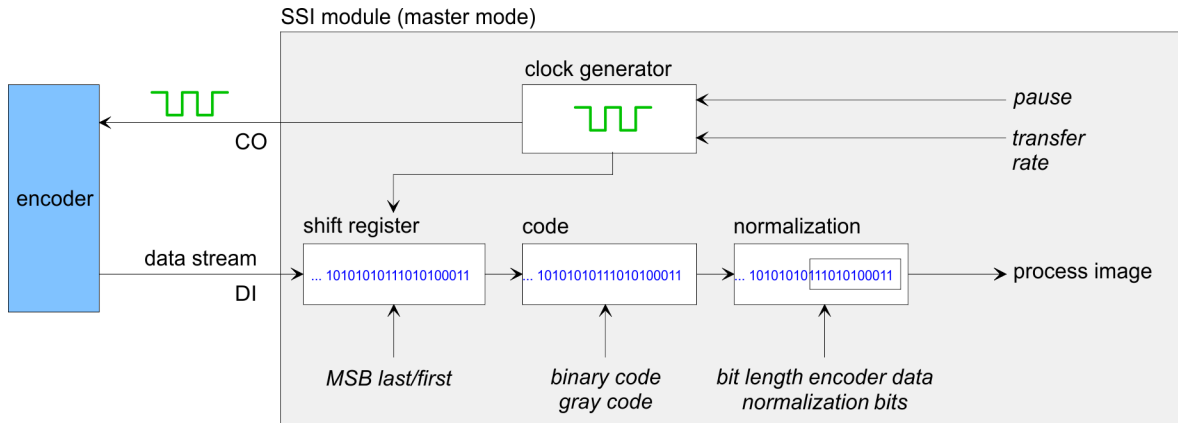 SSI module (master mode)
clock generator
pause
CO
transfer
rate
encoder
shift register
code
normalization
data stream
... 10101010111010100011
... 10101010111010100011
... 10101010111010100011
process image
DI
MSB last/first
binary code
gray code
bit length encoder data
normalization bits